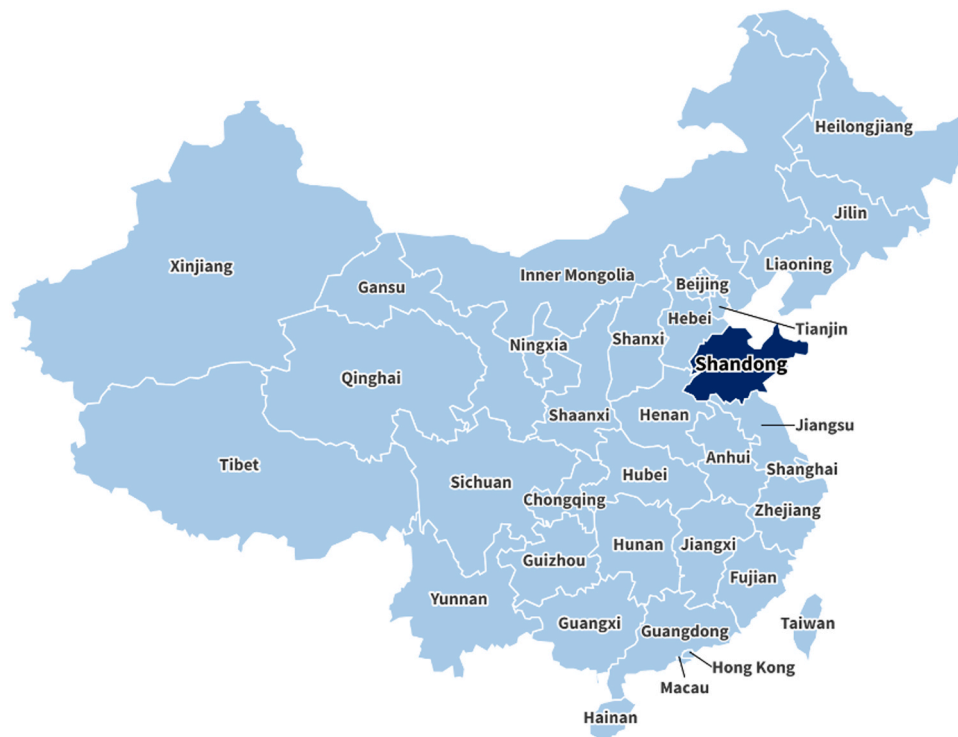 Heilongjiang
Jilin
Xinjiang
Inner Mongolia
Liaoning
Gansu
Beijing
Hebei
Tianjin
Ningxia
Shanxi
Shandong
Qinghai
Shaanxi
Henan
Jiangsu
Tibet
Anhui
Shanghai
Sichuan
Hubei
Chongqing
Zhejiang
Hunan
Jiangxi
Guizhou
Fujian
Yunnan
Guangxi
Guangdong
Taiwan
Hong Kong
Macau
Hainan